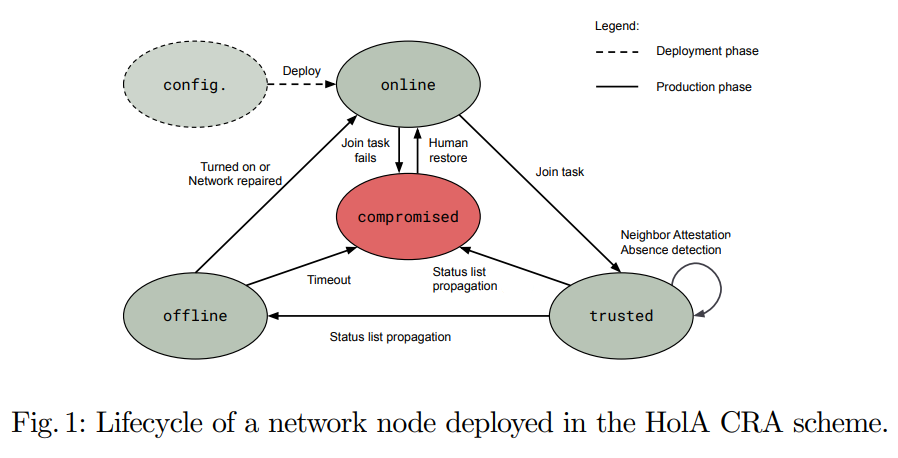 Legend:
Deployment phase
Production phase
config.
Deploy
online
Join task
fails
Human
restore
Turned on or
Network repaired
Join task
compromised
Neighbor Attestation
Absence detection
Timeout
Status list
propagation
offline
trusted
Status list propagation
Fig. 1: Lifecycle of a network node deployed in the HolA CRA scheme.